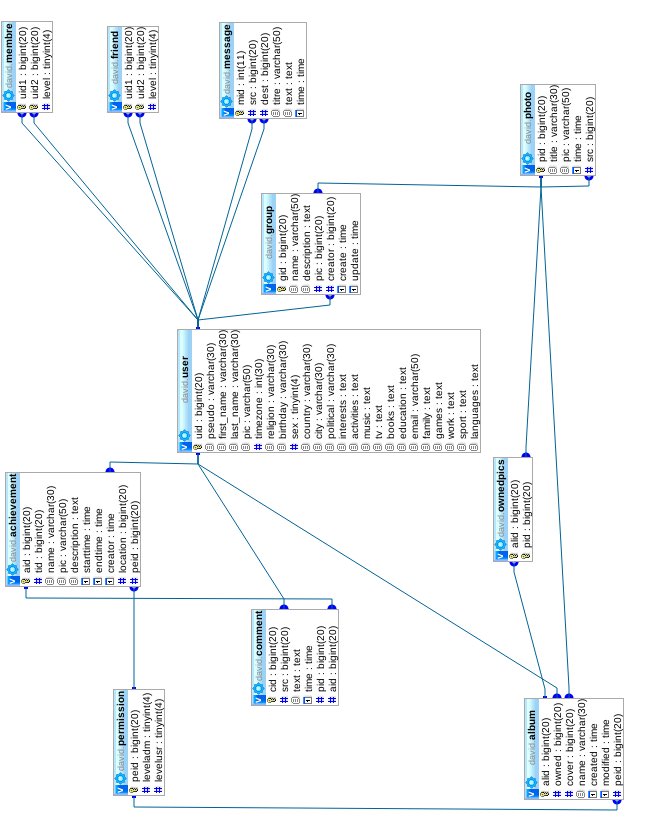 david.membre
uid1 : bigint(20)
uid2 : bigint(20)
level : tinyint(4)
david.friend
uid1 : bigint(20)
uid2 : bigint(20)
level : tinyint(4)
david.message
mid : int(11)
src : bigint(20)
dest : bigint(20)
titre : varchar(50)
text : text
time : time
david.photo
pid : bigint(20)
title : varchar(30)
pic : varchar(50)
time : time
src : bigint(20)
david.group
gid : bigint(20)
name : varchar(50)
description : text
pic : bigint(20)
creator : bigint(20)
create : time
update : time
david.user
uid : bigint(20)
pseudo : varchar(30)
first_name : varchar(30)
last_name : varchar(30)
pic : varchar(50)
timezone : int(30)
religion : varchar(30)
birthday : varchar(30)
sex : tinyint(4)
country : varchar(30)
city : varchar(30)
political : varchar(30)
interests : text
activities : text
music : text
tv : text
books : text
education : text
email : varchar(50)
family : text
games : text
work : text
sport : text
languages : text
david.achievement
aid : bigint(20)
tid : bigint(20)
name : varchar(30)
pic : varchar(50)
description : text
starttime : time
endtime : time
creator : time
location : bigint(20)
peid : bigint(20)
david.ownedpics
alid : bigint(20)
pid : bigint(20)
david.comment
cid : bigint(20)
src : bigint(20)
text : text
time : time
pid : bigint(20)
aid : bigint(20)
david.permission
peid : bigint(20)
leveladm : tinyint(4)
levelusr : tinyint(4)
david.album
alid : bigint(20)
owned : bigint(20)
cover : bigint(20)
name : varchar(30)
created : time
modified : time
peid : bigint(20)